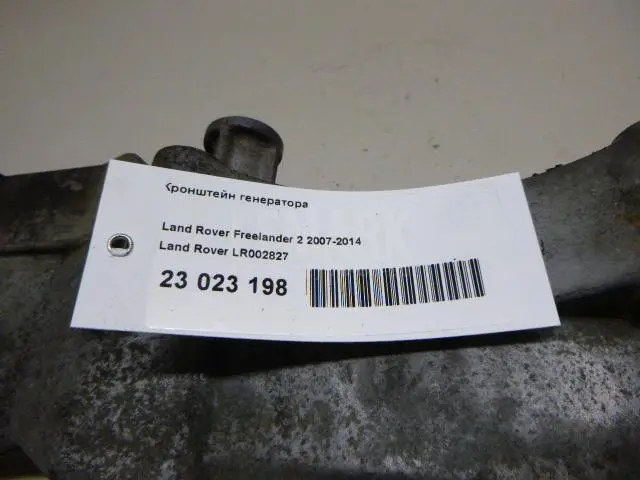 Кронштейн генератора
Land Rover Freelander 2 2007-2014
Land Rover LR002827
23 023 198